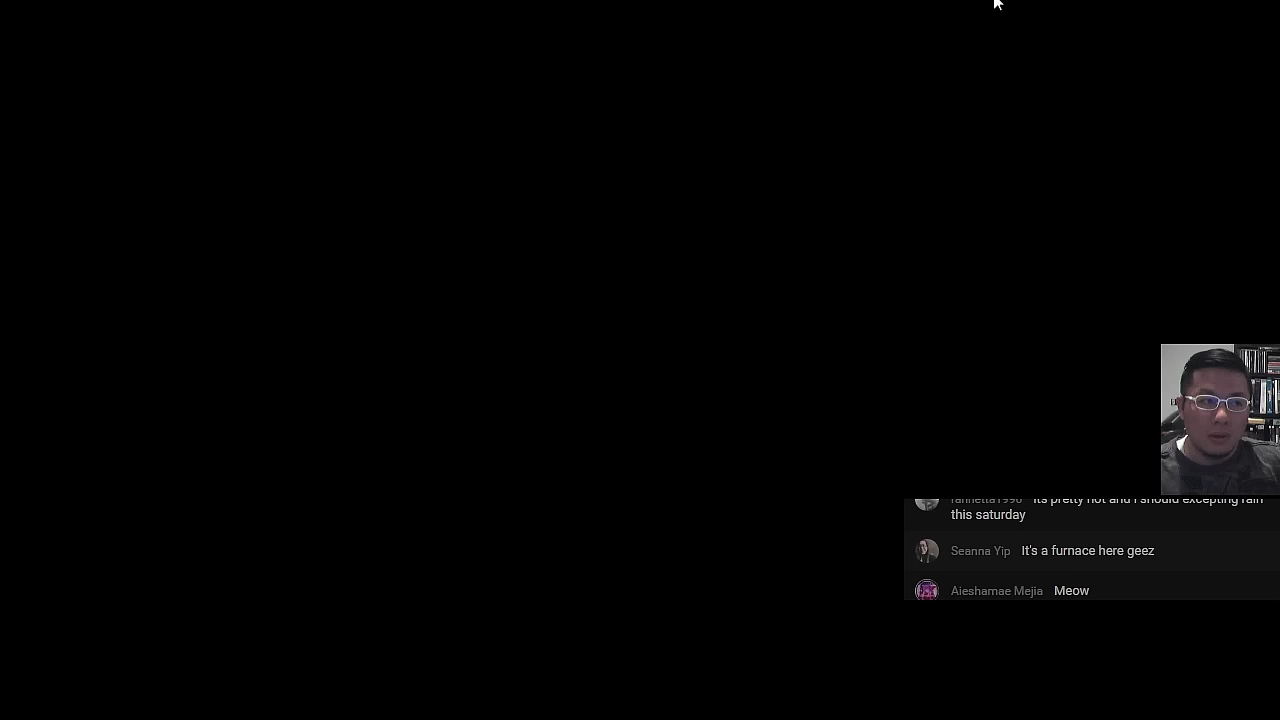 its pretty hot and i should excepting rain
this saturday
Seanna Yip It's a furnace here geez
Aieshamae Mejia Meow